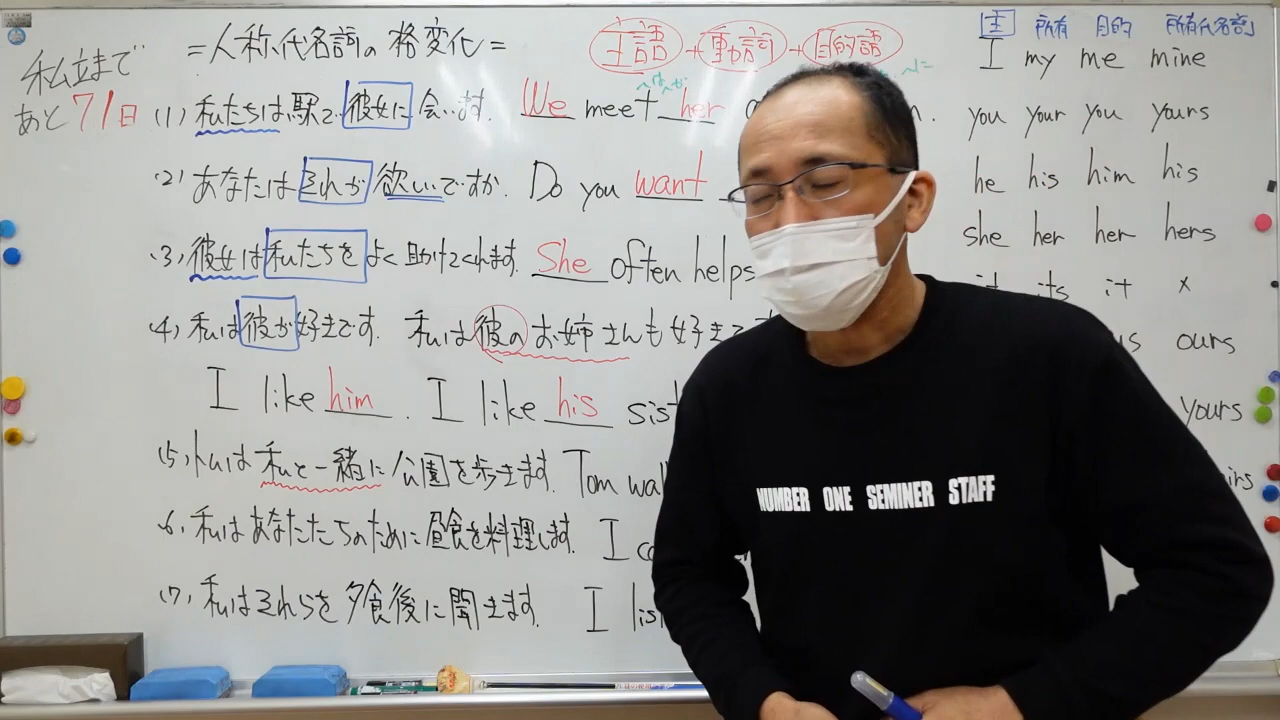 私立まで
あと71日
=人称代名詞の格変化=
主語+動詞+目的語
主 所有 目的 所有代名詞
I my me mine
you your you yours
he his him his
she her her hers
it its it ×
us ours
yours
(1) 私たちは駅で彼女に会います. We meet her
(2) あなたはそれが欲しいですか. Do you want
(3) 彼女は私たちをよく助けてくれます. She often helps
(4) 私は彼が好きです. 私は彼のお姉さんも好きで
I like him. I like his sist
(5) トムは私と一緒に公園を歩きます. Tom wal
(6) 私はあなたたちのために昼食を料理します. I co
(7) 私はそれらを夕食後に聞きます. I lis
NUMBER ONE SEMINER STAFF